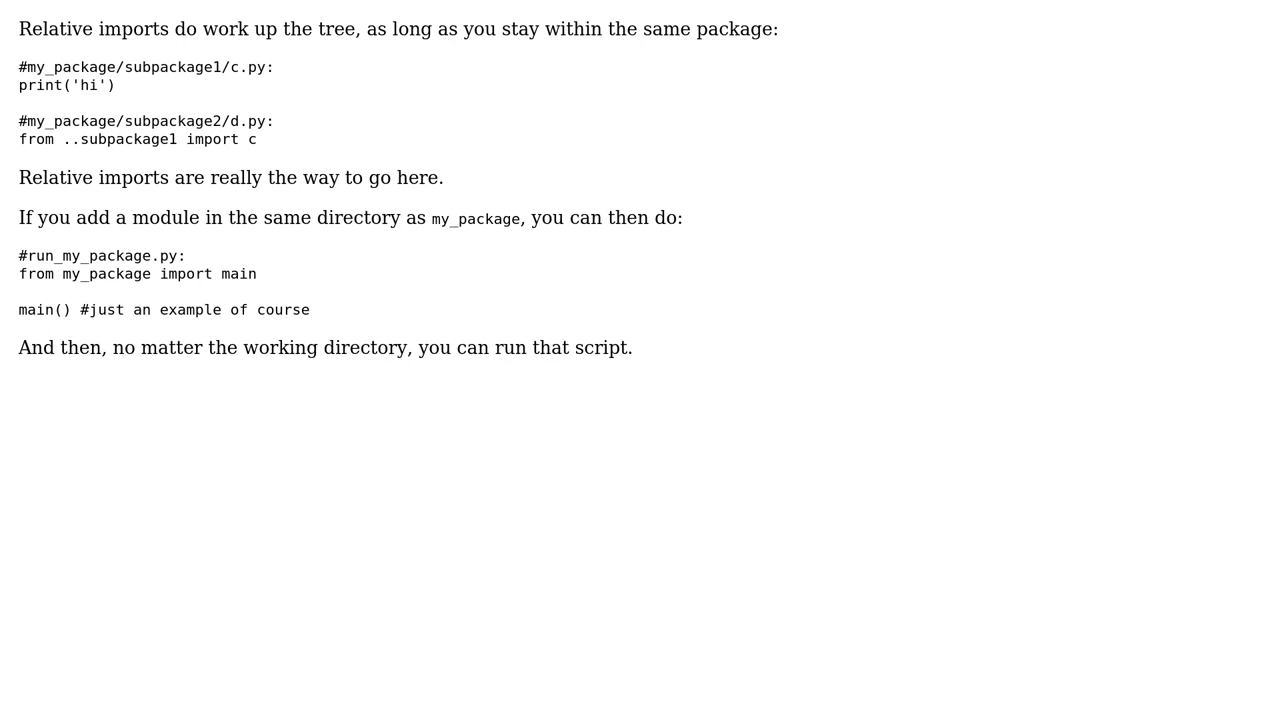 Relative imports do work up the tree, as long as you stay within the same package:
#my_package/subpackage1/c.py:
print('hi')
#my_package/subpackage2/d.py:
from ..subpackage1 import c
Relative imports are really the way to go here.
If you add a module in the same directory as my_package, you can then do:
#run_my_package.py:
from my_package import main
main() #just an example of course
And then, no matter the working directory, you can run that script.